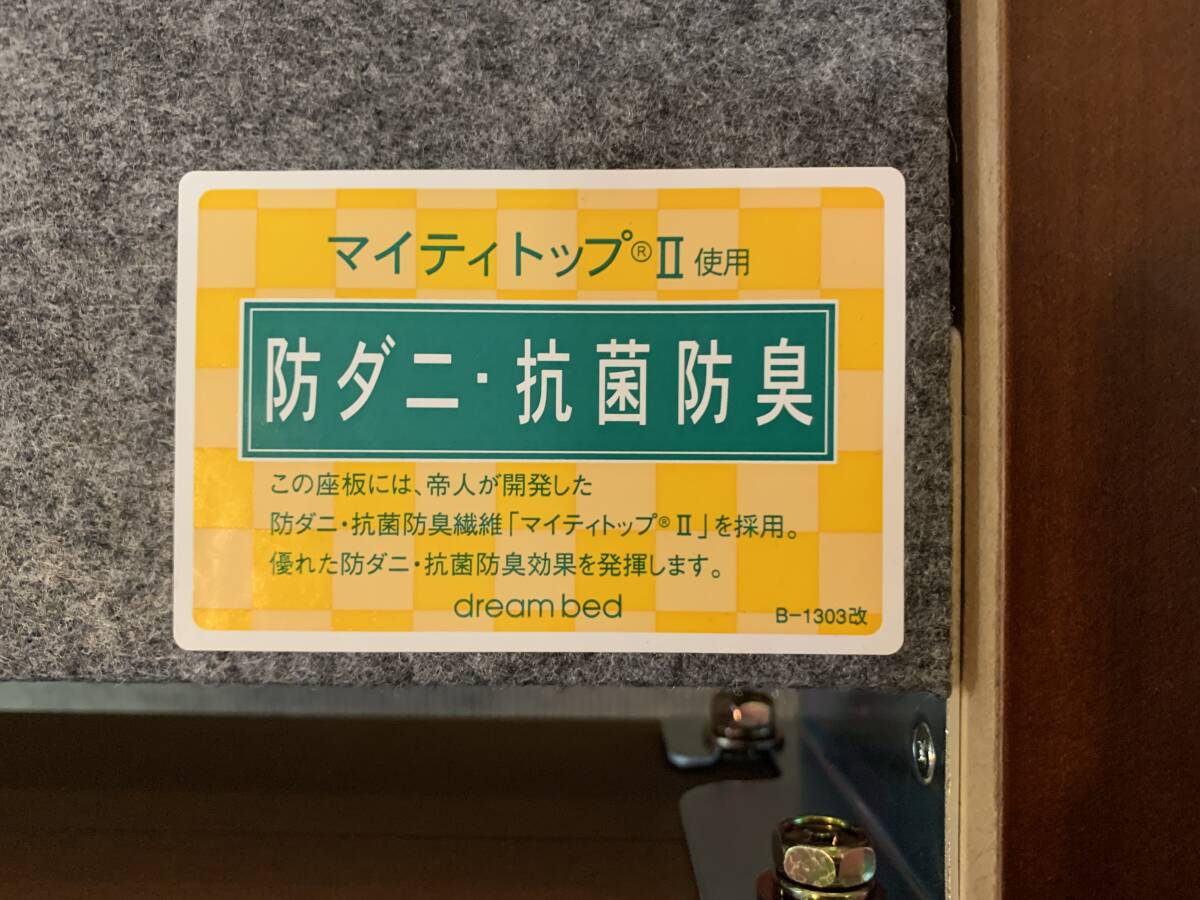 マイティトップ®Ⅱ使用
防ダニ・抗菌防臭
この座板には、帝人が開発した
防ダニ・抗菌防臭繊維「マイティトップ®Ⅱ」を採用。
優れた防ダニ・抗菌防臭効果を発揮します。
dream bed
B-1303改